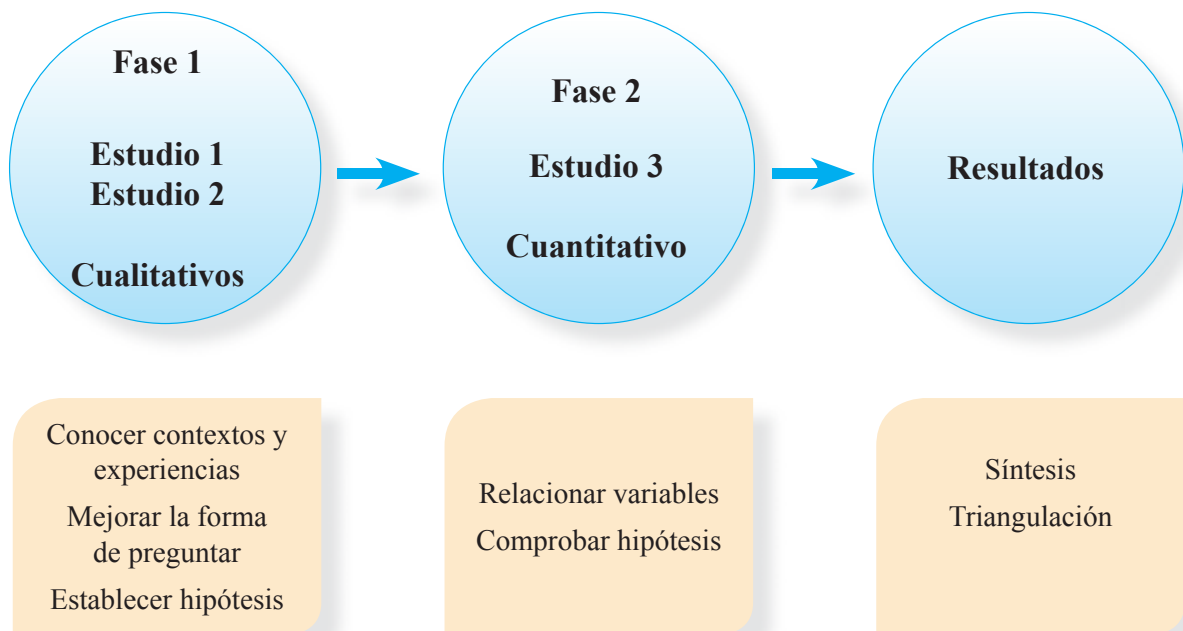 Fase 1
Estudio 1
Estudio 2
Cualitativos
Fase 2
Estudio 3
Cuantitativo
Resultados
Conocer contextos y
experiencias
Mejorar la forma
de preguntar
Establecer hipótesis
Relacionar variables
Comprobar hipótesis
Síntesis
Triangulación